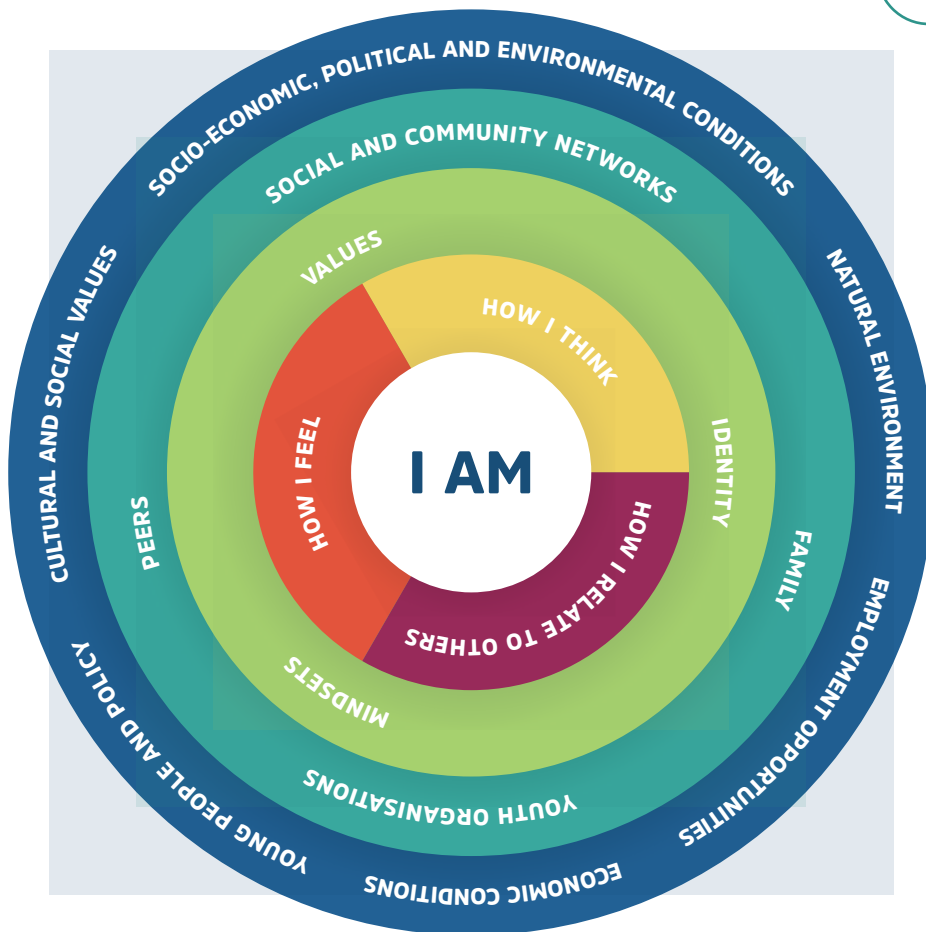 SOCIO-ECONOMIC, POLITICAL AND ENVIRONMENTAL CONDITIONS
NATURAL ENVIRONMENT
EMPLOYMENT OPPORTUNITIES
ECONOMIC CONDITIONS
YOUNG PEOPLE AND POLICY
CULTURAL AND SOCIAL VALUES
SOCIAL AND COMMUNITY NETWORKS
FAMILY
YOUTH ORGANISATIONS
PEERS
VALUES
IDENTITY
MINDSETS
HOW I THINK
HOW I RELATE TO OTHERS
HOW I FEEL
I AM